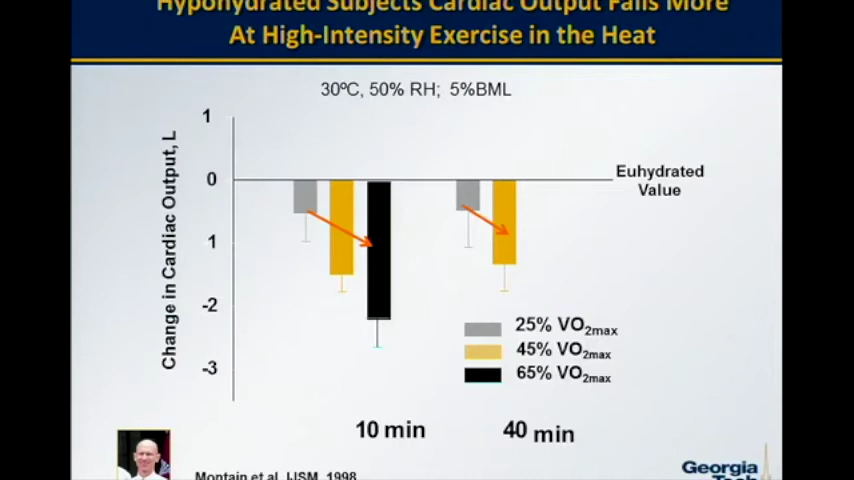 Hypohydrated Subjects Cardiac Output Falls More
At High-Intensity Exercise in the Heat
30ºC, 50% RH; 5%BML
1
0
1
-2
-3
Change in Cardiac Output, L
Euhydrated
Value
25% VO2max
45% VO2max
65% VO2max
10 min
40 min
Montain et al. IJSM, 1998
Georgia
Tech